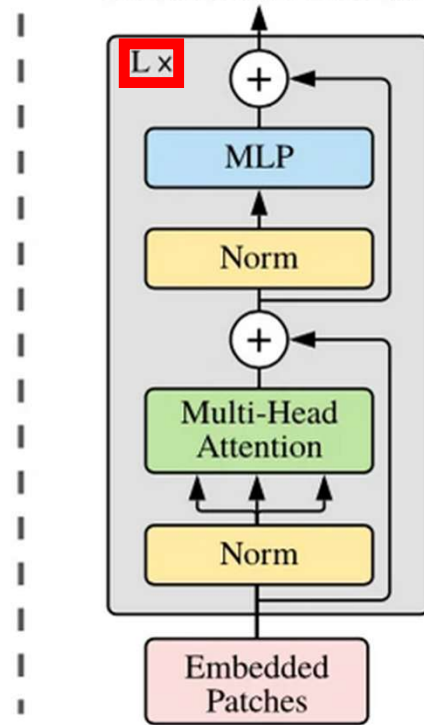 L x
+
MLP
Norm
+
Multi-Head
Attention
Norm
Embedded
Patches